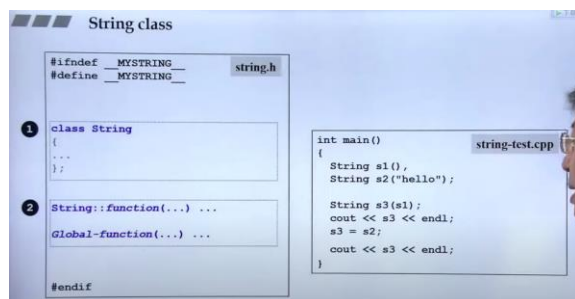 String class
#ifndef __MYSTRING__
#define __MYSTRING__
string.h
1
class String
{
...
};
2
String::function(...) ...
Global-function(...) ...
#endif
string-test.cpp
int main()
{
String s1(),
String s2("hello");
String s3(s1);
cout << s3 << endl;
s3 = s2;
cout << s3 << endl;
}